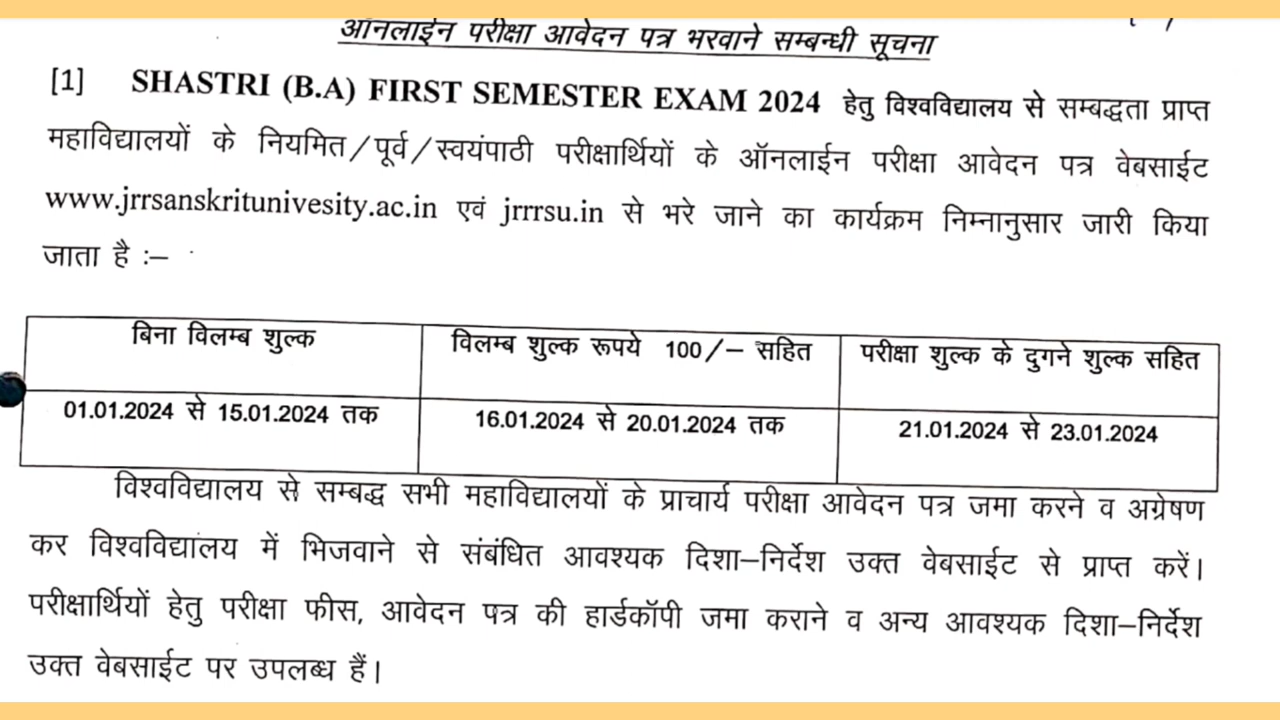 ऑनलाईन परीक्षा आवेदन पत्र भरवाने सम्बन्धी सूचना
[1] SHASTRI (B.A) FIRST SEMESTER EXAM 2024 हेतु विश्वविद्यालय से सम्बद्धता प्राप्त
महाविद्यालयों के नियमित/पूर्व/स्वयंपाठी परीक्षार्थियों के ऑनलाईन परीक्षा आवेदन पत्र वेबसाईट
www.jrrsanskritunivesity.ac.in एवं jrrrsu.in से भरे जाने का कार्यक्रम निम्नानुसार जारी किया
जाता है :–
बिना विलम्ब शुल्क विलम्ब शुल्क रूपये 100/– सहित परीक्षा शुल्क के दुगने शुल्क सहित
01.01.2024 से 15.01.2024 तक 16.01.2024 से 20.01.2024 तक 21.01.2024 से 23.01.2024
विश्वविद्यालय से सम्बद्ध सभी महाविद्यालयों के प्राचार्य परीक्षा आवेदन पत्र जमा करने व अग्रेषण
कर विश्वविद्यालय में भिजवाने से संबंधित आवश्यक दिशा–निर्देश उक्त वेबसाईट से प्राप्त करें।
परीक्षार्थियों हेतु परीक्षा फीस, आवेदन पत्र की हार्डकॉपी जमा कराने व अन्य आवश्यक दिशा–निर्देश
उक्त वेबसाईट पर उपलब्ध हैं।